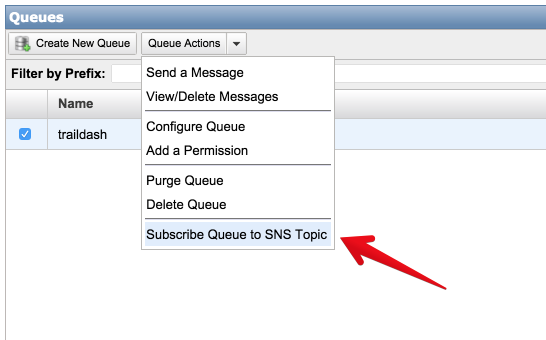 Queues
Create New Queue Queue Actions
Filter by Prefix:
Send a Message
View/Delete Messages
Configure Queue
Add a Permission
Purge Queue
Delete Queue
Subscribe Queue to SNS Topic
Name
traildash